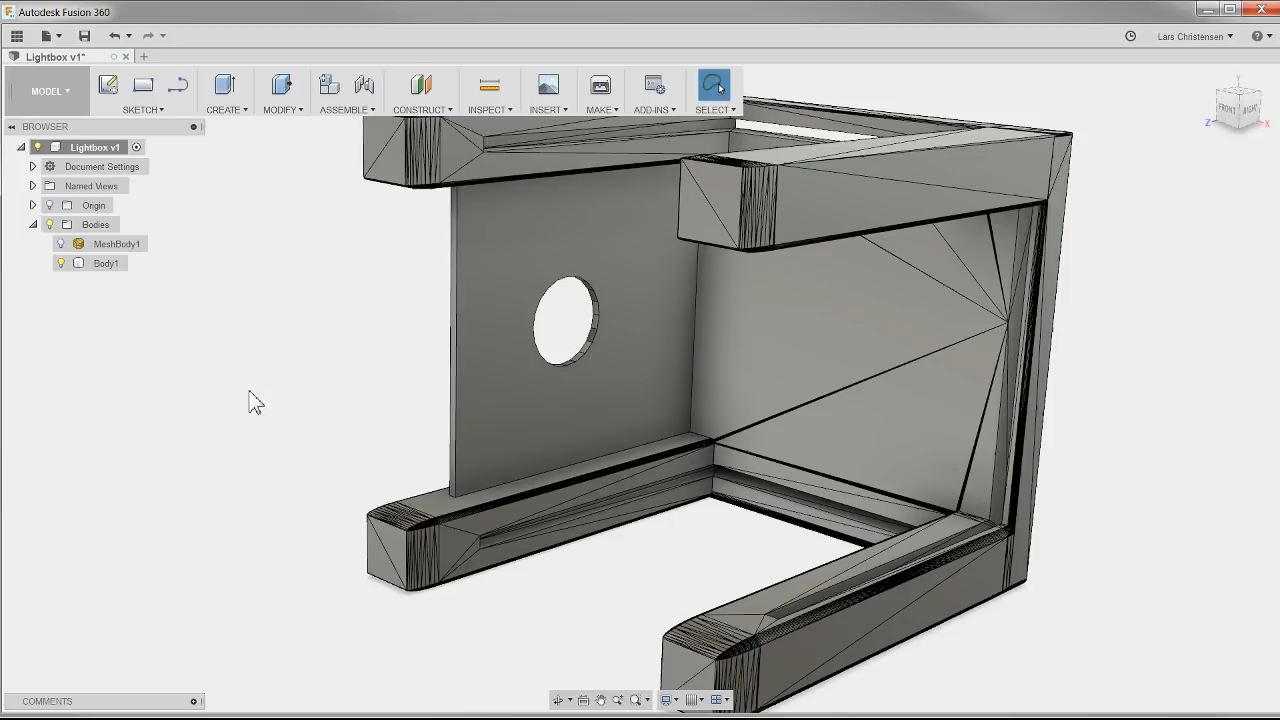 Autodesk Fusion 360
Lars Christensen
Lightbox v1*
MODEL
SKETCH
CREATE
MODIFY
ASSEMBLE
CONSTRUCT
INSPECT
INSERT
MAKE
ADD-INS
SELECT
BROWSER
Lightbox v1
Document Settings
Named Views
Origin
Bodies
MeshBody1
Body1
Y
FRONT
RIGHT
Z
X
COMMENTS